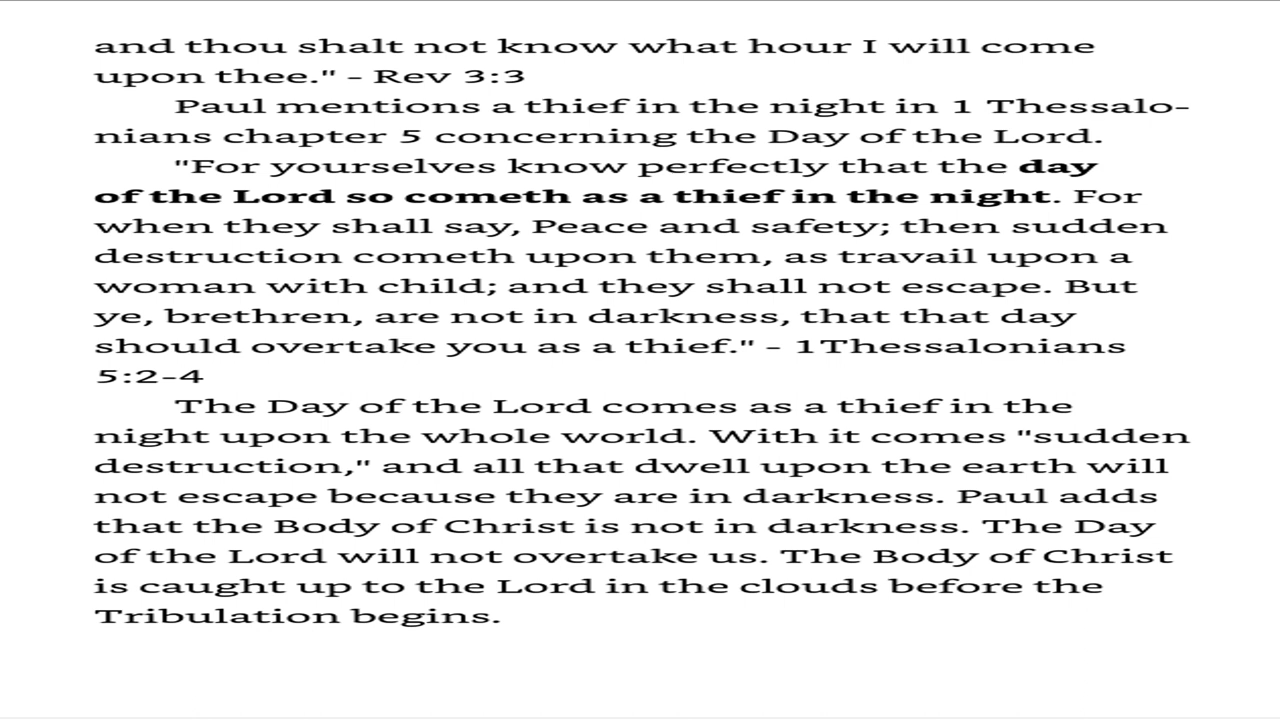 and thou shalt not know what hour I will come
upon thee." – Rev 3:3
Paul mentions a thief in the night in 1 Thessalo-
nians chapter 5 concerning the Day of the Lord.
"For yourselves know perfectly that the day
of the Lord so cometh as a thief in the night. For
when they shall say, Peace and safety; then sudden
destruction cometh upon them, as travail upon a
woman with child; and they shall not escape. But
ye, brethren, are not in darkness, that that day
should overtake you as a thief." – 1Thessalonians
5:2-4
The Day of the Lord comes as a thief in the
night upon the whole world. With it comes "sudden
destruction," and all that dwell upon the earth will
not escape because they are in darkness. Paul adds
that the Body of Christ is not in darkness. The Day
of the Lord will not overtake us. The Body of Christ
is caught up to the Lord in the clouds before the
Tribulation begins.